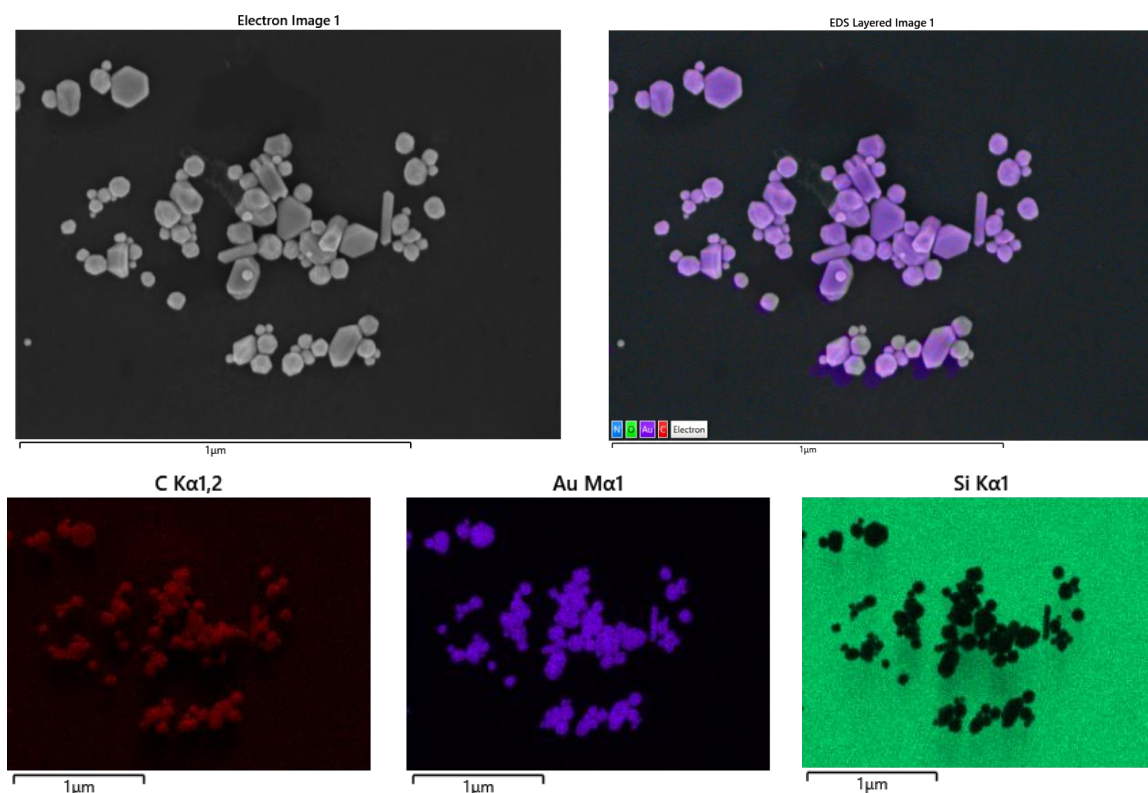 Electron Image 1
EDS Layered Image 1
N O Au C Electron
1μm
1μm
C Kα1,2
Au Mα1
Si Kα1
1μm
1μm
1μm